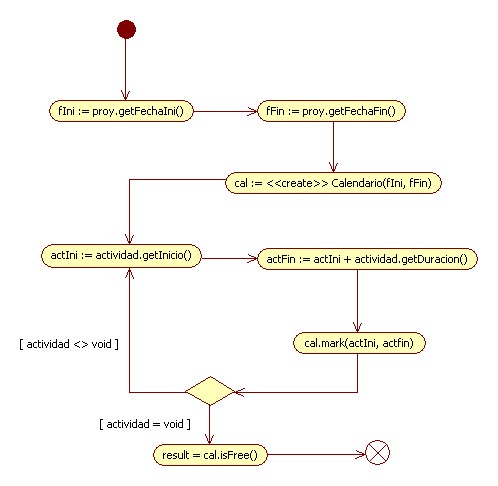 fIni := proy.getFechaIni()
fFin := proy.getFechaFin()
cal := <<create>> Calendario(fIni, fFin)
actIni := actividad.getInicio()
actFin := actIni + actividad.getDuracion()
[ actividad <> void ]
cal.mark(actIni, actfin)
[ actividad = void ]
result = cal.isFree()